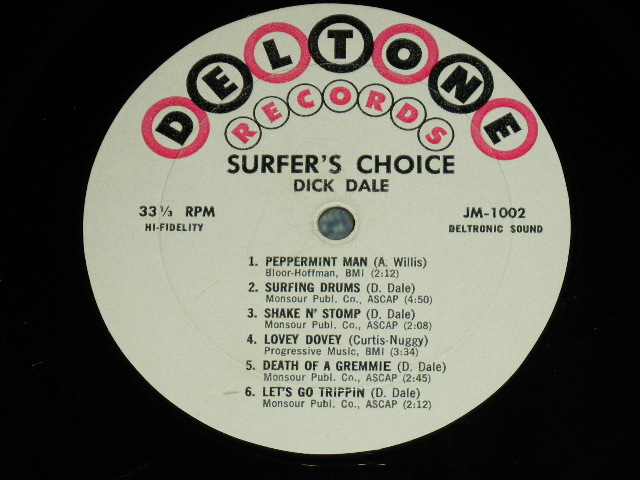 DELTONE
RECORDS
SURFER'S CHOICE
DICK DALE
33 1/3 RPM
HI-FIDELITY
JM-1002
DELTRONIC SOUND
1. PEPPERMINT MAN (A. Willis)
Bloor-Hoffman, BMI (2:12)
2. SURFING DRUMS (D. Dale)
Monsour Publ. Co., ASCAP (4:50)
3. SHAKE N' STOMP (D. Dale)
Monsour Publ. Co., ASCAP (2:08)
4. LOVEY DOVEY (Curtis-Nuggy)
Progressive Music, BMI (3:34)
5. DEATH OF A GREMMIE (D. Dale)
Monsour Publ. Co., ASCAP (2:45)
6. LET'S GO TRIPPIN (D. Dale)
Monsour Publ. Co., ASCAP (2:12)